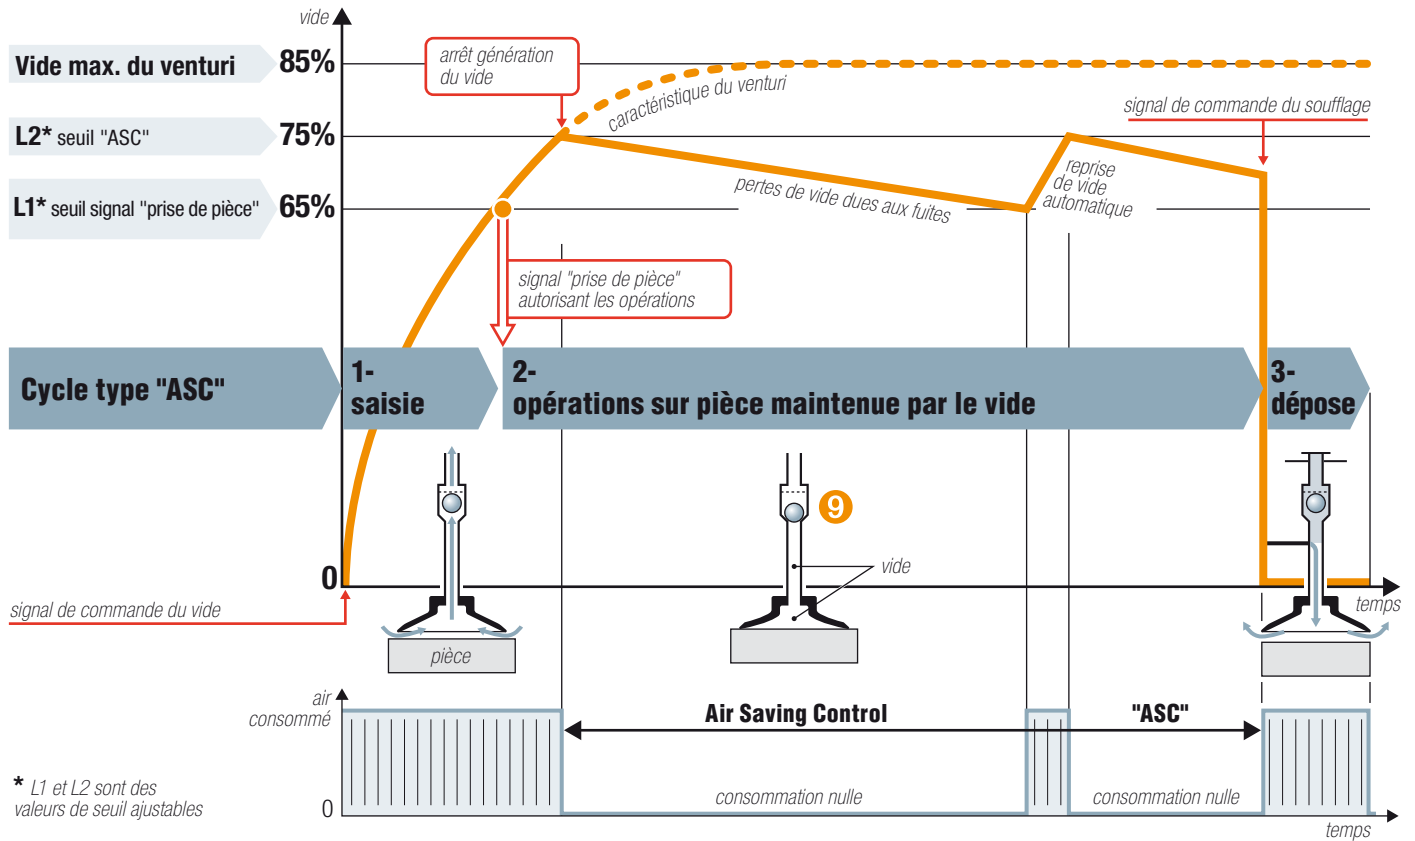 vide
Vide max. du venturi
85%
arrêt génération
du vide
caractéristique du venturi
signal de commande du soufflage
L2* seuil "ASC"
75%
L1* seuil signal "prise de pièce"
65%
pertes de vide dues aux fuites
reprise
de vide
automatique
signal "prise de pièce"
autorisant les opérations
Cycle type "ASC"
1-
saisie
2-
opérations sur pièce maintenue par le vide
3-
dépose
9
vide
0
temps
signal de commande du vide
pièce
air
consommé
Air Saving Control
"ASC"
* L1 et L2 sont des
valeurs de seuil ajustables
0
consommation nulle
consommation nulle
temps